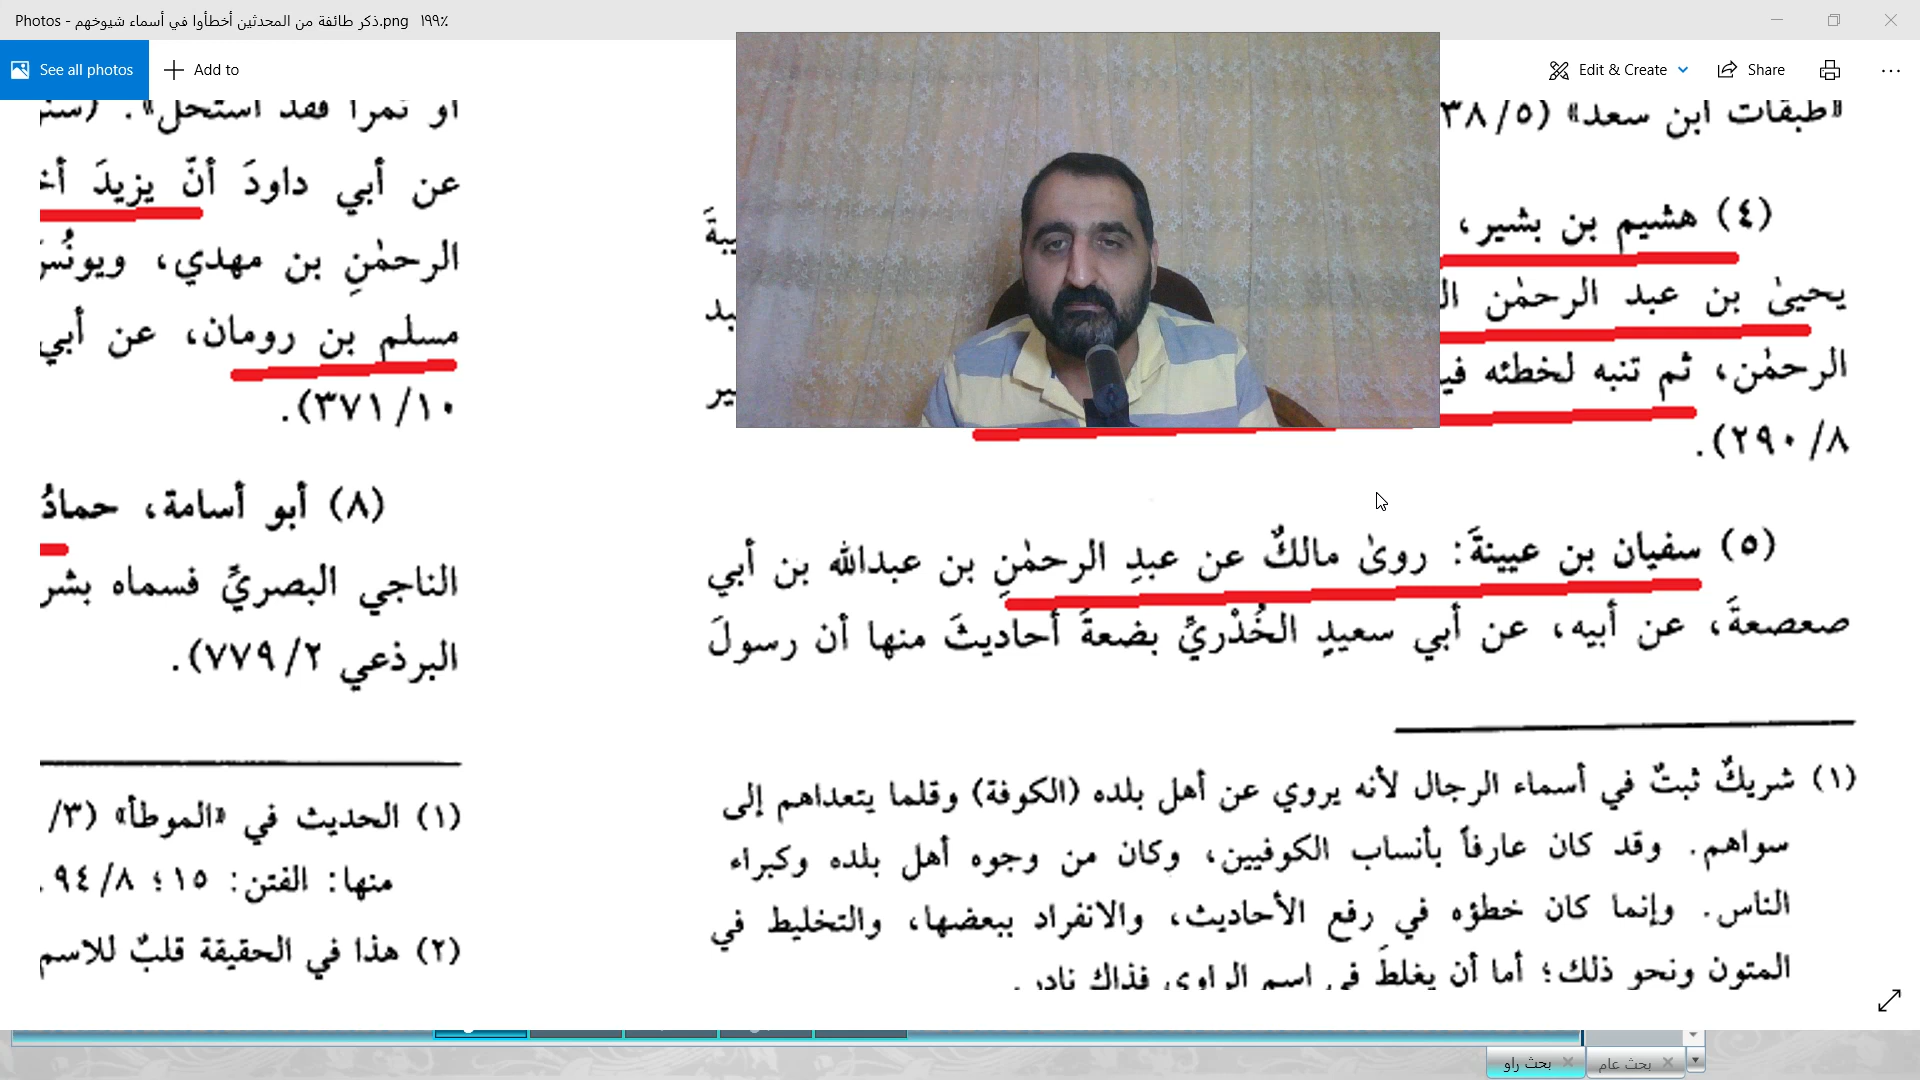 Photos - ذكر طائفة من المحدثين أخطأوا في أسماء شيوخهم.png ١٩٩٪
See all photos
Add to
Edit & Create
Share
«طبقات ابن سعد» (٣٨/٥
(٤) هشيم بن بشير،
يحيىٰ بن عبد الرحمٰن
الرحمٰن، ثم تنبه لخطئه
٨/ ٢٩٠).
(٥) سفيان بن عيينةَ: روىٰ مالكٌ عن عبدِ الرحمٰنِ بن عبدالله بن أبي
صعصعةَ، عن أبيه، عن أبي سعيدٍ الخُدْريِّ بضعةَ أحاديثَ منها أن رسولَ
(١) شريكٌ ثبتٌ في أسماء الرجال لأنه يروي عن أهل بلده (الكوفة) وقلما يتعداهم إلى
سواهم. وقد كان عارفاً بأنساب الكوفيين، وكان من وجوه أهل بلده وكبراء
الناس. وإنما كان خطؤه في رفع الأحاديث، والانفراد ببعضها، والتخليط في
المتون ونحو ذلك؛ أما أن يغلطَ في اسم الراوي فذاك نادر.
أو تمراً فقد استحل».
عن أبي داودَ أنّ يزيدَ
الرحمٰنِ بن مهدي،
مسلم بن رومان، عن أبي
١٠/ ٣٧١).
(٨) أبو أسامة، حمادُ
الناجي البصريِّ فسماه بشر
البرذعي ٢/ ٧٧٩).
(١) الحديث في «الموطأ» (٣/
منها: الفتن: ١٥؛ ٨/ ٩٤.
(٢) هذا في الحقيقة قلبٌ للاسم
بحث راو
بحث عام